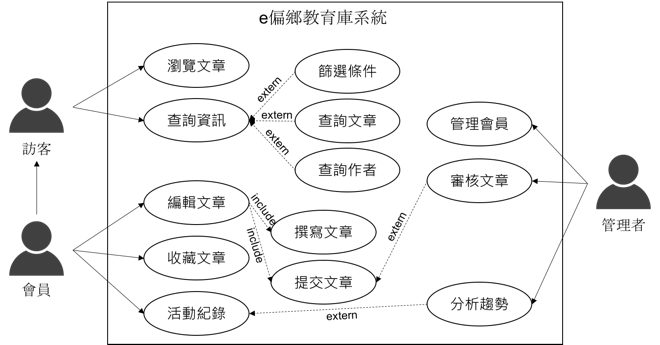 e偏鄉教育庫系統
瀏覽文章
篩選條件
extern
查詢資訊
extern
查詢文章
管理會員
訪客
extern
查詢作者
審核文章
編輯文章
include
撰寫文章
extern
管理者
include
收藏文章
提交文章
會員
活動紀錄
extern
分析趨勢